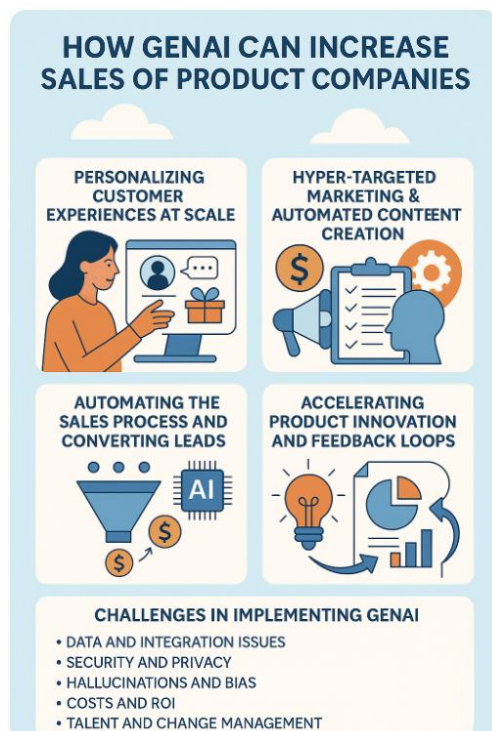 HOW GENAI CAN INCREASE
SALES OF PRODUCT COMPANIES
PERSONALIZING
CUSTOMER
EXPERIENCES AT SCALE
$
HYPER-TARGETED
MARKETING &
AUTOMATED CONTEENT
CREATION
AUTOMATING THE
SALES PROCESS AND
CONVERTING LEADS
AI
$
$
ACCELERATING
PRODUCT INNOVATION
AND FEEDBACK LOOPS
CHALLENGES IN IMPLEMENTING GENAI
• DATA AND INTEGRATION ISSUES
• SECURITY AND PRIVACY
• HALLUCINATIONS AND BIAS
• COSTS AND ROI
• TALENT AND CHANGE MANAGEMENT